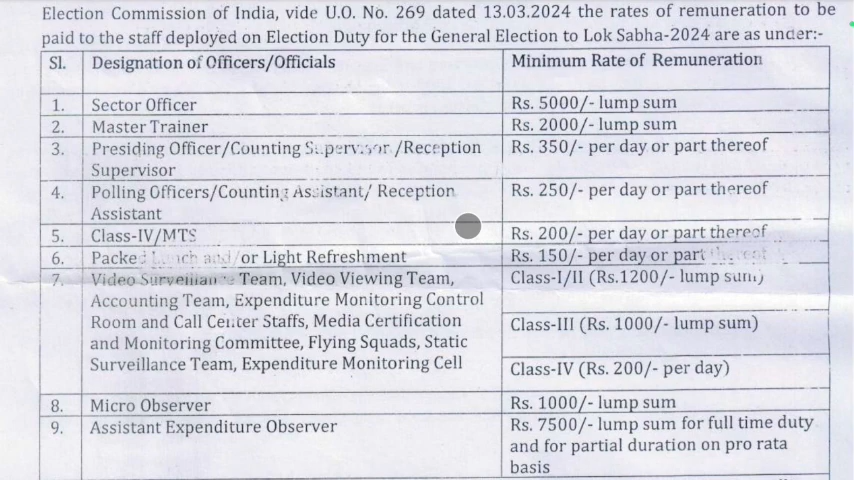 Election Commission of India, vide U.O. No. 269 dated 13.03.2024 the rates of remuneration to be
paid to the staff deployed on Election Duty for the General Election to Lok Sabha-2024 are as under:-
Sl. Designation of Officers/Officials Minimum Rate of Remuneration
1. Sector Officer Rs. 5000/- lump sum
2. Master Trainer Rs. 2000/- lump sum
3. Presiding Officer/Counting Supervisor /Reception Rs. 350/- per day or part thereof
Supervisor
4. Polling Officers/Counting Assistant/ Reception Rs. 250/- per day or part thereof
Assistant
5. Class-IV/MTS Rs. 200/- per day or part thereof
6. Packed Lunch and/or Light Refreshment Rs. 150/- per day or part thereof
7. Video Surveillance Team, Video Viewing Team, Class-I/II (Rs.1200/- lump sum)
Accounting Team, Expenditure Monitoring Control
Room and Call Center Staffs, Media Certification Class-III (Rs. 1000/- lump sum)
and Monitoring Committee, Flying Squads, Static
Surveillance Team, Expenditure Monitoring Cell Class-IV (Rs. 200/- per day)
8. Micro Observer Rs. 1000/- lump sum
9. Assistant Expenditure Observer Rs. 7500/- lump sum for full time duty
and for partial duration on pro rata
basis